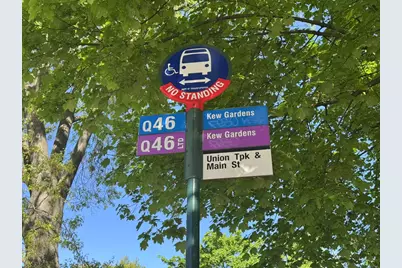 NO STANDING
Q46 Kew Gardens
Q46 LTD Kew Gardens
Union Tpk &
Main St